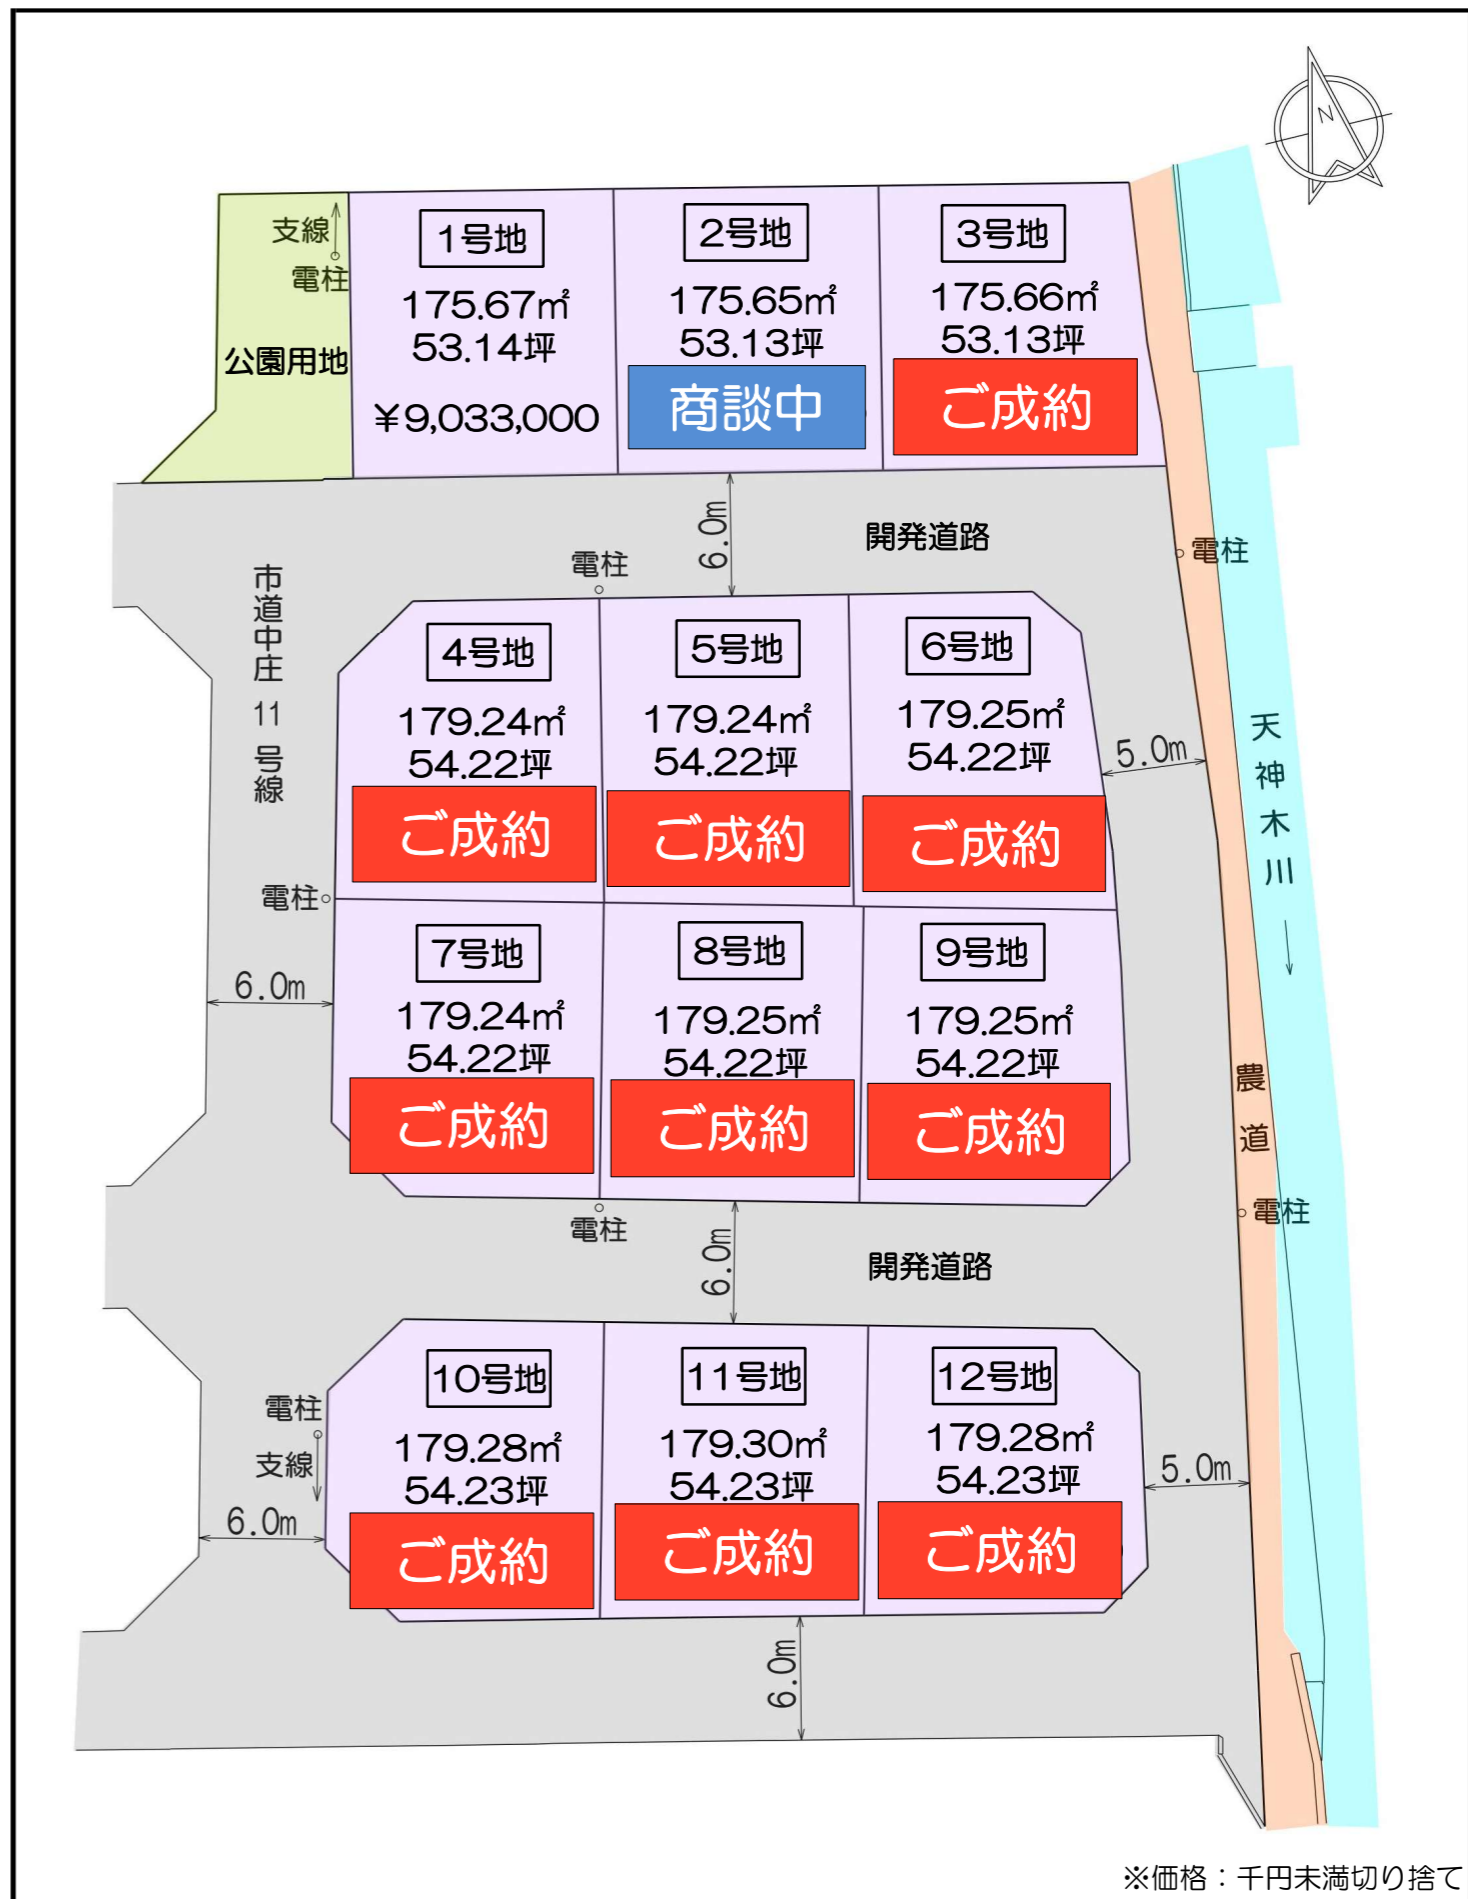 N
支線
電柱
公園用地
1号地
175.67㎡
53.14坪
¥9,033,000
2号地
175.65㎡
53.13坪
商談中
3号地
175.66㎡
53.13坪
ご成約
6.0m
開発道路
電柱
電柱
市道中庄11号線
4号地
179.24㎡
54.22坪
ご成約
5号地
179.24㎡
54.22坪
ご成約
6号地
179.25㎡
54.22坪
ご成約
5.0m
天神木川
電柱
6.0m
7号地
179.24㎡
54.22坪
ご成約
8号地
179.25㎡
54.22坪
ご成約
9号地
179.25㎡
54.22坪
ご成約
農道
電柱
電柱
6.0m
開発道路
電柱
支線
6.0m
10号地
179.28㎡
54.23坪
ご成約
11号地
179.30㎡
54.23坪
ご成約
12号地
179.28㎡
54.23坪
ご成約
5.0m
6.0m
※価格：千円未満切り捨て